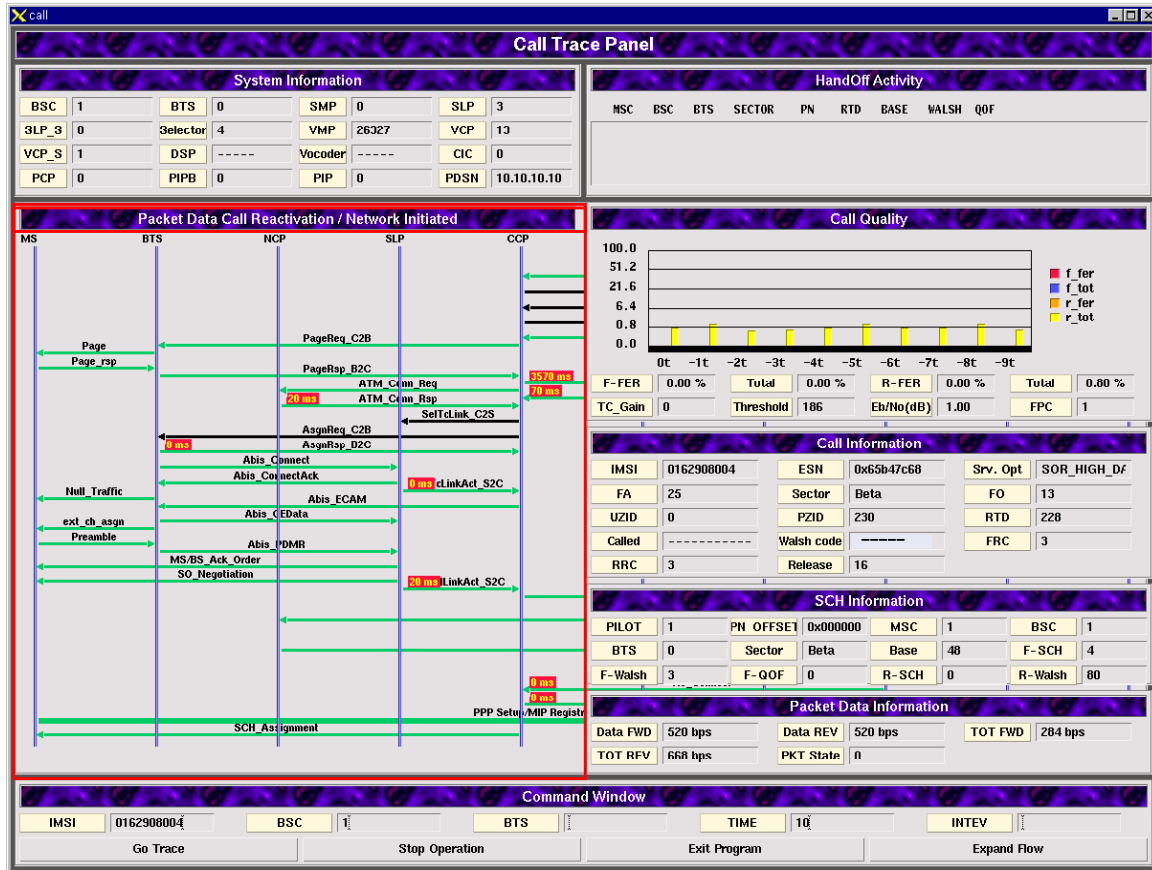 call
Call Trace Panel
System Information
BSC 1 BTS 0 SMP 0 SLP 3
3LP_3 0 3elector 4 VMP 26327 VCP 13
VCP_S 1 DSP ----- Vocoder ----- CIC 0
PCP 0 PIPB 0 PIP 0 PDSN 10.10.10.10
HandOff Activity
MSC BSC BTS SECTOR PN RTD BASE WALSH QOF
Packet Data Call Reactivation / Network Initiated
MS BTS NCP SLP CCP
PageReq_C2B
Page
Page_rsp
PageRsp_B2C
3570 ms
ATM_Conn_Req
70 ms
20 ms ATM_Conn_Rsp
SelTcLink_C2S
AsgnReq_C2B
0 ms AsgnRsp_D2C
Abis_Connect
Abis_ConnectAck
0 ms cLinkAct_S2C
Null_Traffic
Abis_ECAM
Abis_CEData
ext_ch_asgn
Preamble
Abis_PDMR
MS/BS_Ack_Order
SO_Negotiation
20 ms lLinkAct_S2C
0 ms
0 ms
PPP Setup/MIP Registr
SCH_Assignment
Call Quality
100.0
51.2
21.6
6.4
0.8
0.0
f_fer
f_tot
r_fer
r_tot
0t -1t -2t -3t -4t -5t -6t -7t -8t -9t
F-FER 0.00 % Total 0.00 % R-FER 0.00 % Total 0.80 %
TC_Gain 0 Threshold 186 Eb/No(dB) 1.00 FPC 1
Call Information
IMSI 0162908004 ESN 0x65b47c68 Srv. Opt SOR_HIGH_DA
FA 25 Sector Beta FO 13
UZID 0 PZID 230 RTD 228
Called ----------- Walsh code ----- FRC 3
RRC 3 Release 16
SCH Information
PILOT 1 PN OFFSET 0x000000 MSC 1 BSC 1
BTS 0 Sector Beta Base 48 F-SCH 4
F-Walsh 3 F-QOF 0 R-SCH 0 R-Walsh 80
Packet Data Information
Data FWD 520 bps Data REV 520 bps TOT FWD 284 bps
TOT REV 668 bps PKT State 0
Command Window
IMSI 0162908004 BSC 1 BTS TIME 10 INTEV
Go Trace Stop Operation Exit Program Expand Flow